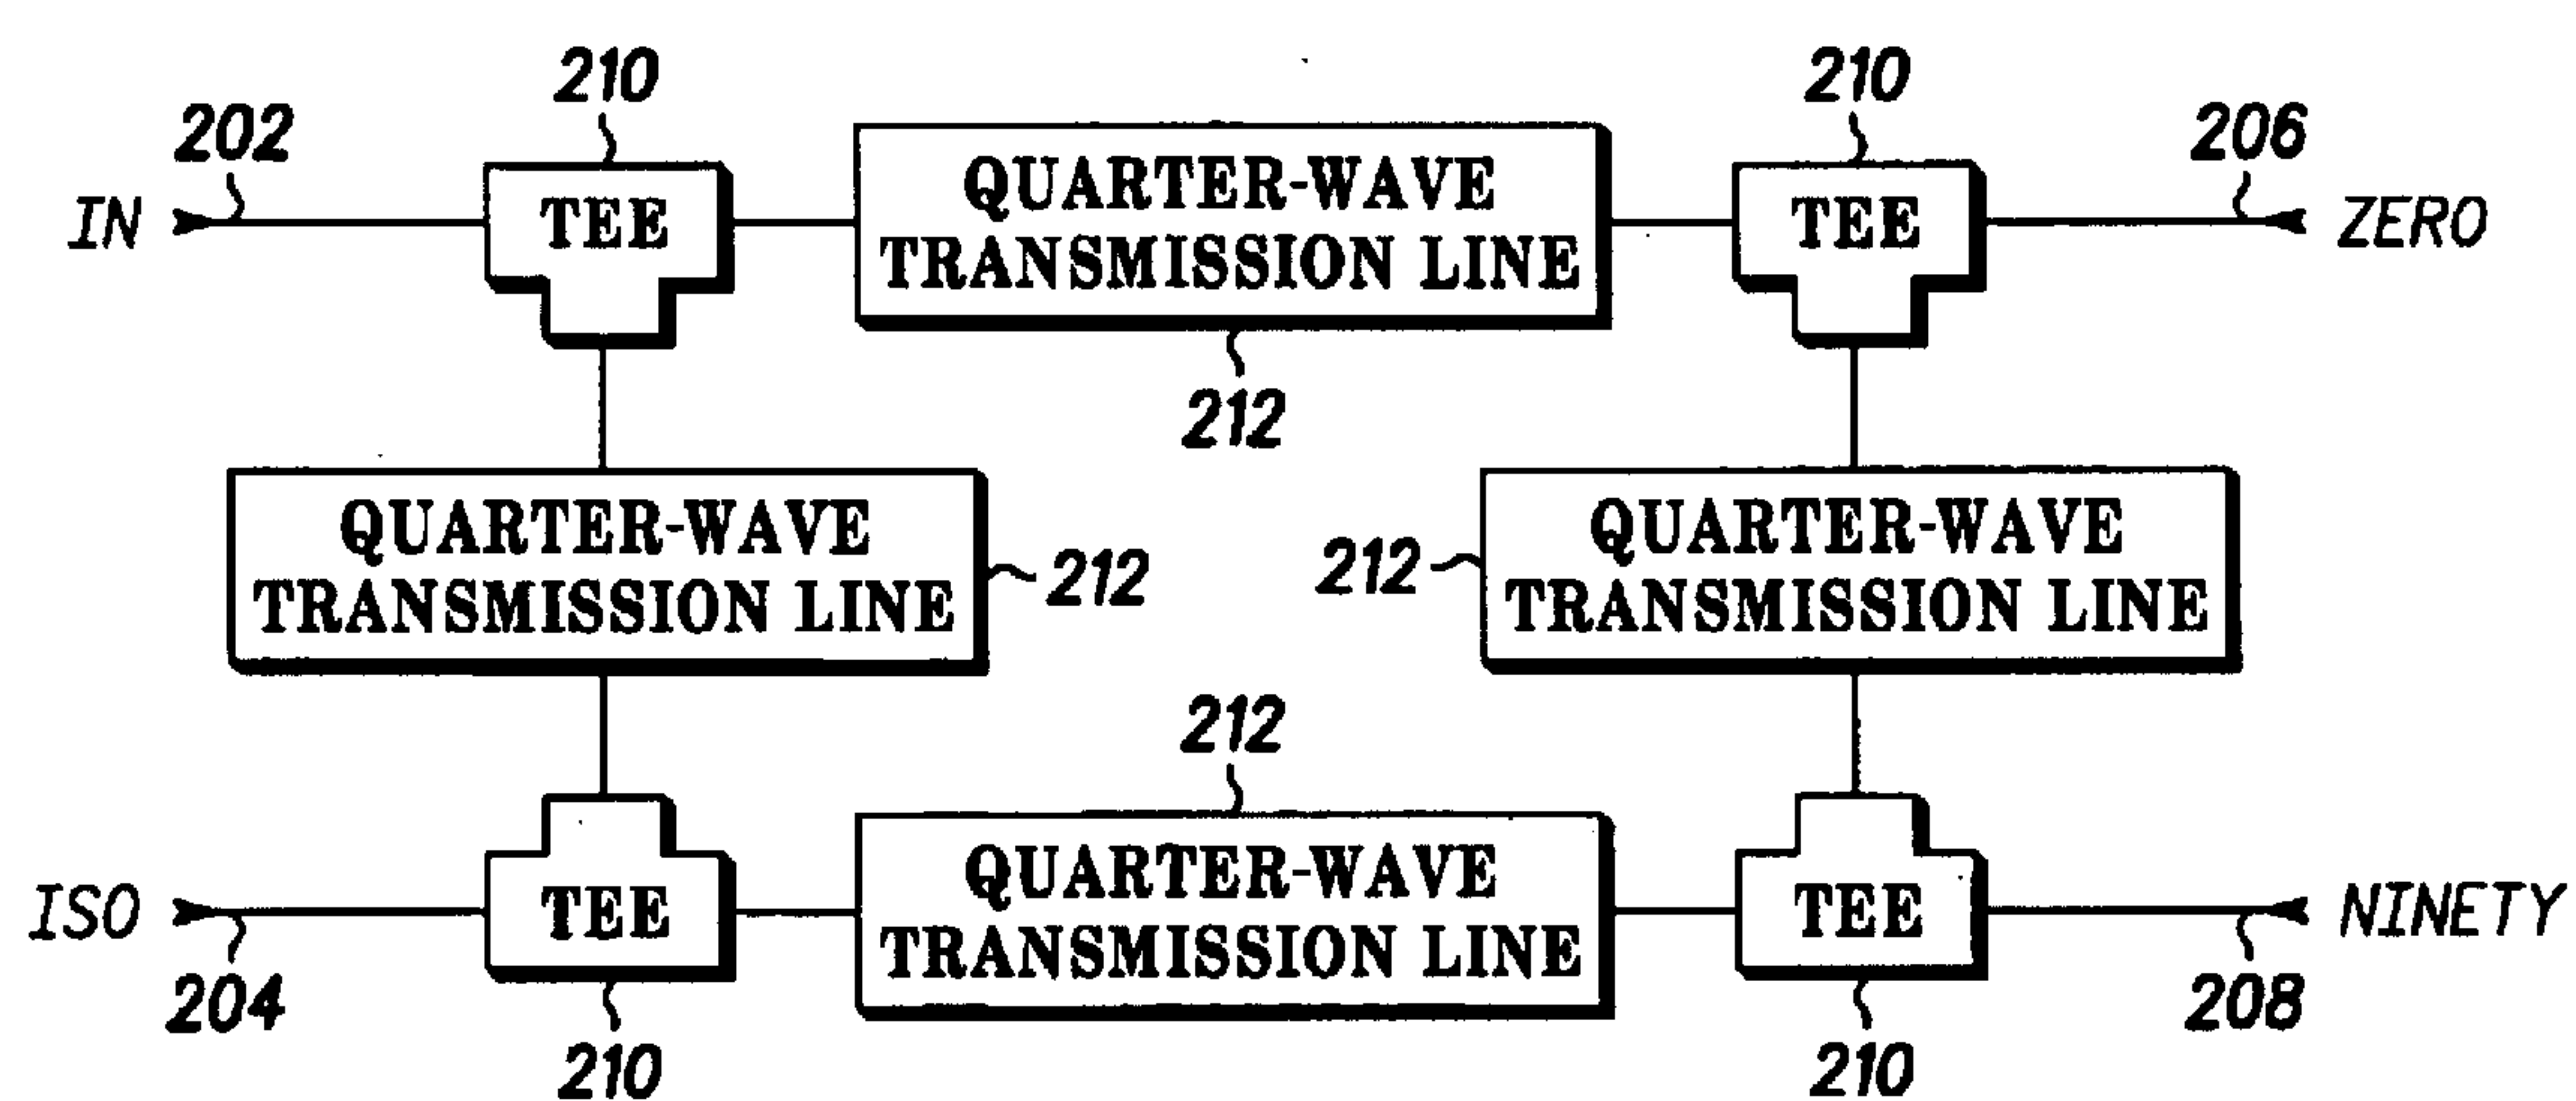 210
210
202
206
IN
TEE
QUARTER-WAVE
TRANSMISSION LINE
TEE
ZERO
212
QUARTER-WAVE
TRANSMISSION LINE
212
212
QUARTER-WAVE
TRANSMISSION LINE
212
ISO
TEE
QUARTER-WAVE
TRANSMISSION LINE
TEE
NINETY
204
208
210
210